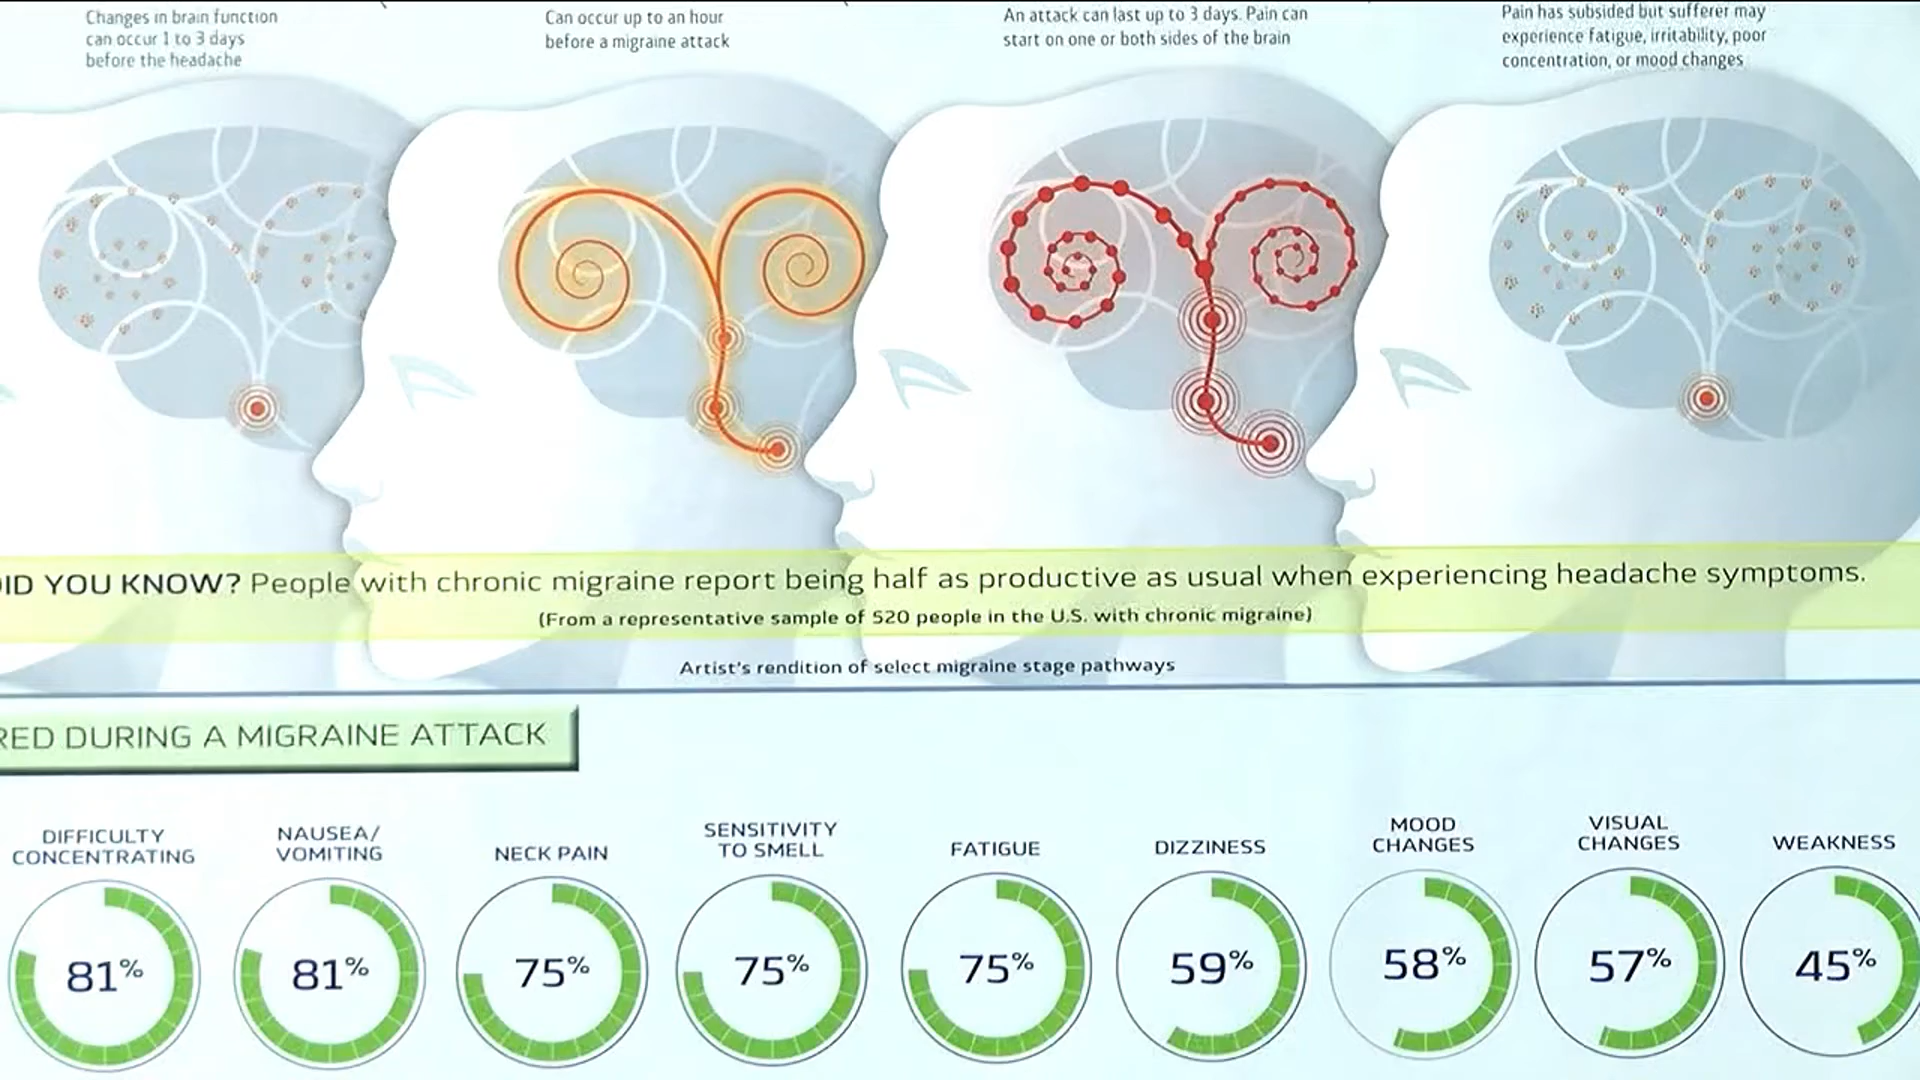 Changes in brain function
can occur 1 to 3 days
before the headache
Can occur up to an hour
before a migraine attack
An attack can last up to 3 days. Pain can
start on one or both sides of the brain
Pain has subsided but sufferer may
experience fatigue, irritability, poor
concentration, or mood changes
ID YOU KNOW? People with chronic migraine report being half as productive as usual when experiencing headache symptoms.
(From a representative sample of 520 people in the U.S. with chronic migraine)
Artist's rendition of select migraine stage pathways
RED DURING A MIGRAINE ATTACK
DIFFICULTY
CONCENTRATING
81%
NAUSEA/
VOMITING
81%
NECK PAIN
75%
SENSITIVITY
TO SMELL
75%
FATIGUE
75%
DIZZINESS
59%
MOOD
CHANGES
58%
VISUAL
CHANGES
57%
WEAKNESS
45%